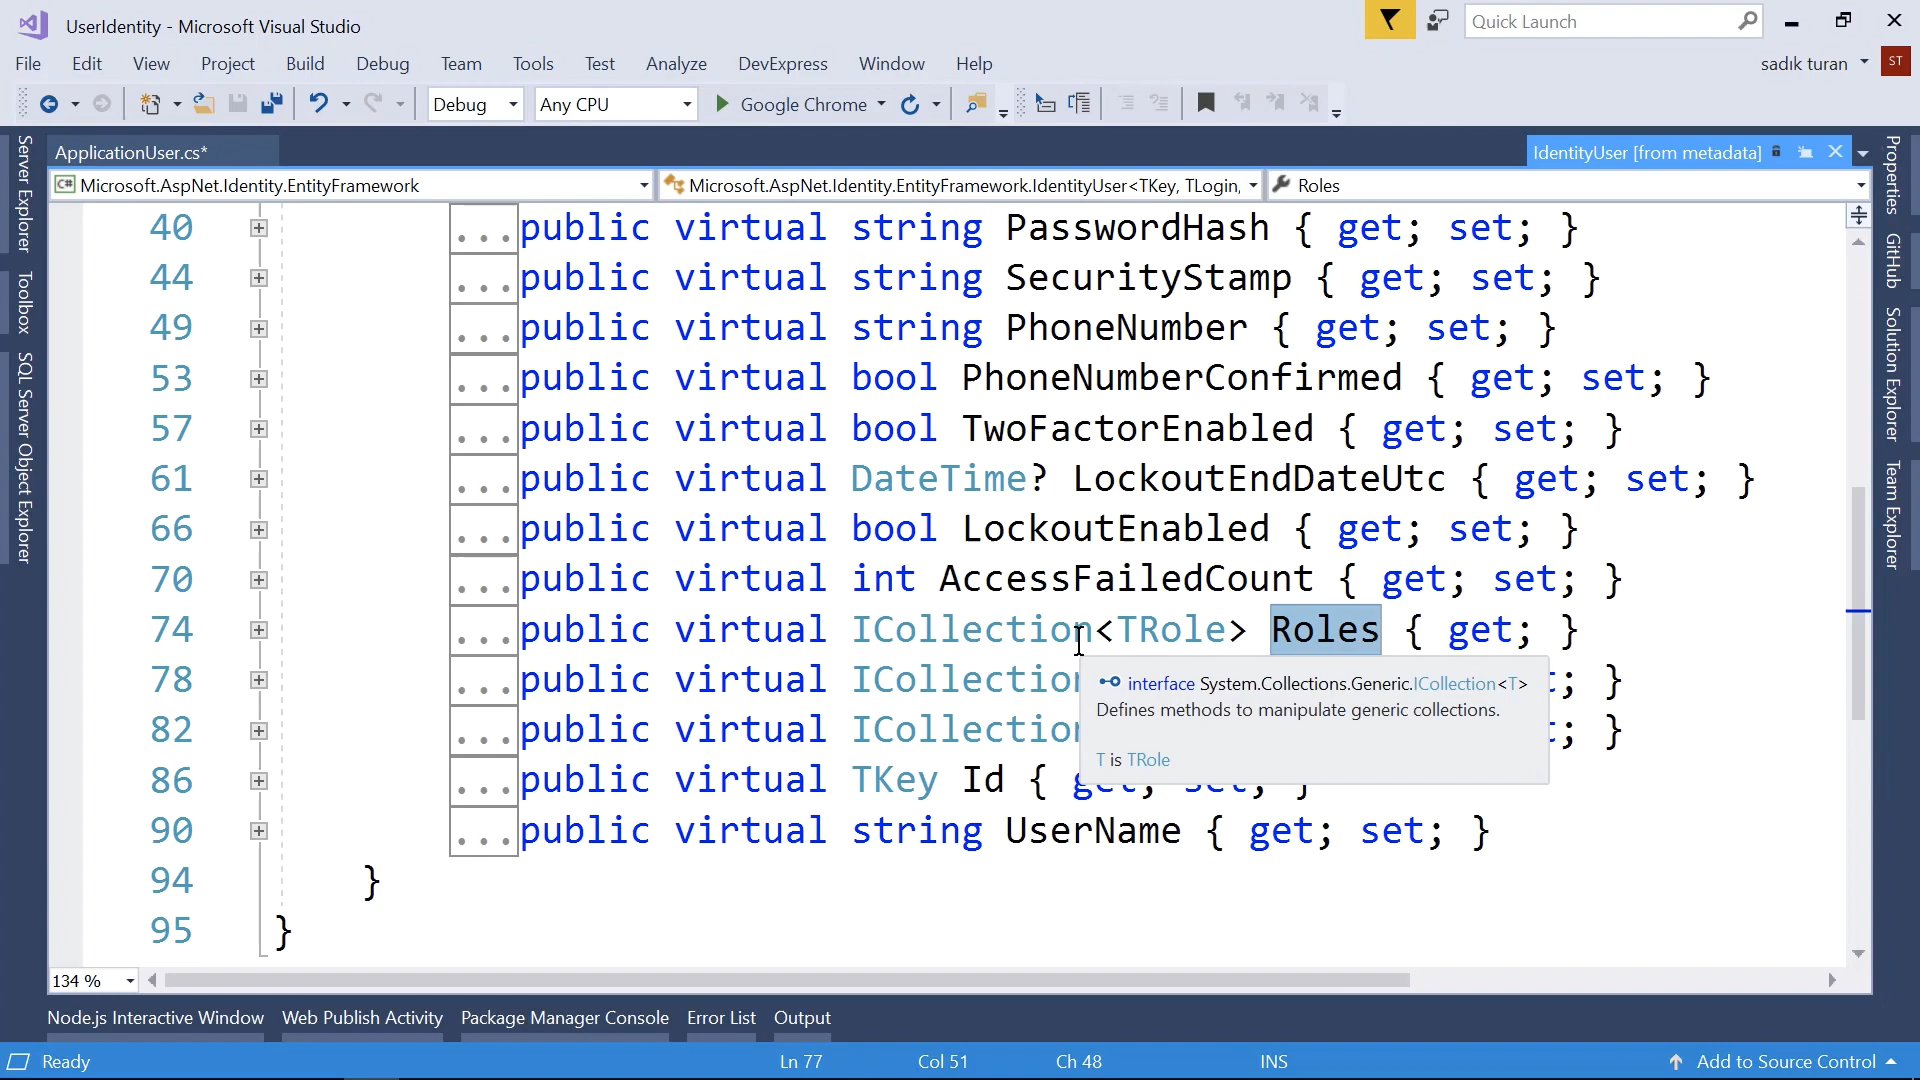 UserIdentity - Microsoft Visual Studio
Quick Launch
File Edit View Project Build Debug Team Tools Test Analyze DevExpress Window Help
sadık turan ST
Debug Any CPU Google Chrome
ApplicationUser.cs*
IdentityUser [from metadata]
C# Microsoft.AspNet.Identity.EntityFramework
Microsoft.AspNet.Identity.EntityFramework.IdentityUser<TKey, TLogin,
Roles
Server Explorer
Toolbox
SQL Server Object Explorer
40 ...public virtual string PasswordHash { get; set; }
44 ...public virtual string SecurityStamp { get; set; }
49 ...public virtual string PhoneNumber { get; set; }
53 ...public virtual bool PhoneNumberConfirmed { get; set; }
57 ...public virtual bool TwoFactorEnabled { get; set; }
61 ...public virtual DateTime? LockoutEndDateUtc { get; set; }
66 ...public virtual bool LockoutEnabled { get; set; }
70 ...public virtual int AccessFailedCount { get; set; }
74 ...public virtual ICollection<TRole> Roles { get; }
78 ...public virtual ICollection t; }
82 ...public virtual ICollection t; }
86 ...public virtual TKey Id { get; set; }
90 ...public virtual string UserName { get; set; }
94 }
95 }
interface System.Collections.Generic.ICollection<T>
Defines methods to manipulate generic collections.
T is TRole
Properties
GitHub
Solution Explorer
Team Explorer
134 %
Node.js Interactive Window Web Publish Activity Package Manager Console Error List Output
Ready Ln 77 Col 51 Ch 48 INS Add to Source Control